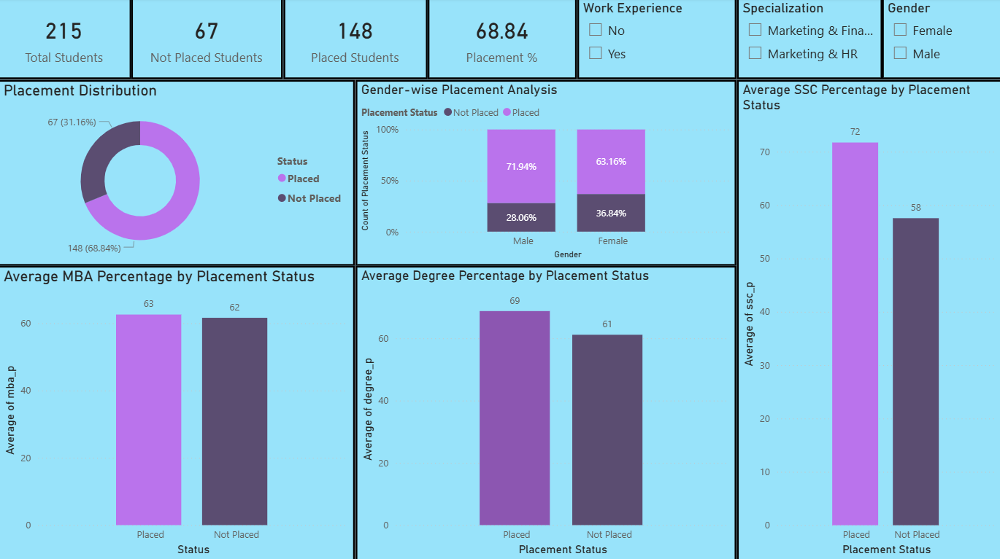 215
Total Students
67
Not Placed Students
148
Placed Students
68.84
Placement %
Work Experience
No
Yes
Specialization
Marketing & Fina...
Marketing & HR
Gender
Female
Male
Placement Distribution
67 (31.16%)
148 (68.84%)
Status
Placed
Not Placed
Gender-wise Placement Analysis
Placement Status Not Placed Placed
Count of Placement Status
100%
50%
0%
71.94%
28.06%
63.16%
36.84%
Male
Female
Gender
Average SSC Percentage by Placement
Status
Average of ssc_p
70
60
50
40
30
20
10
0
72
58
Placed
Not Placed
Placement Status
Average MBA Percentage by Placement Status
Average of mba_p
60
40
20
0
63
62
Placed
Not Placed
Status
Average Degree Percentage by Placement Status
Average of degree_p
60
40
20
0
69
61
Placed
Not Placed
Placement Status